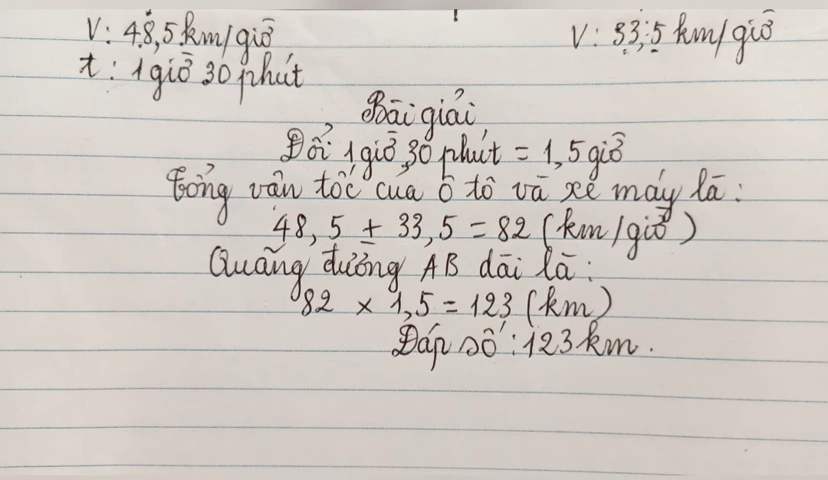 V: 48,5 km/giờ V: 33,5 km/giờ
t: 1 giờ 30 phút
Bài giải
Đổi 1 giờ 30 phút = 1,5 giờ
Tổng vận tốc của ô tô và xe máy là:
48,5 + 33,5 = 82 (km/giờ)
Quãng đường AB dài là:
82 x 1,5 = 123 (km)
Đáp số: 123 km.